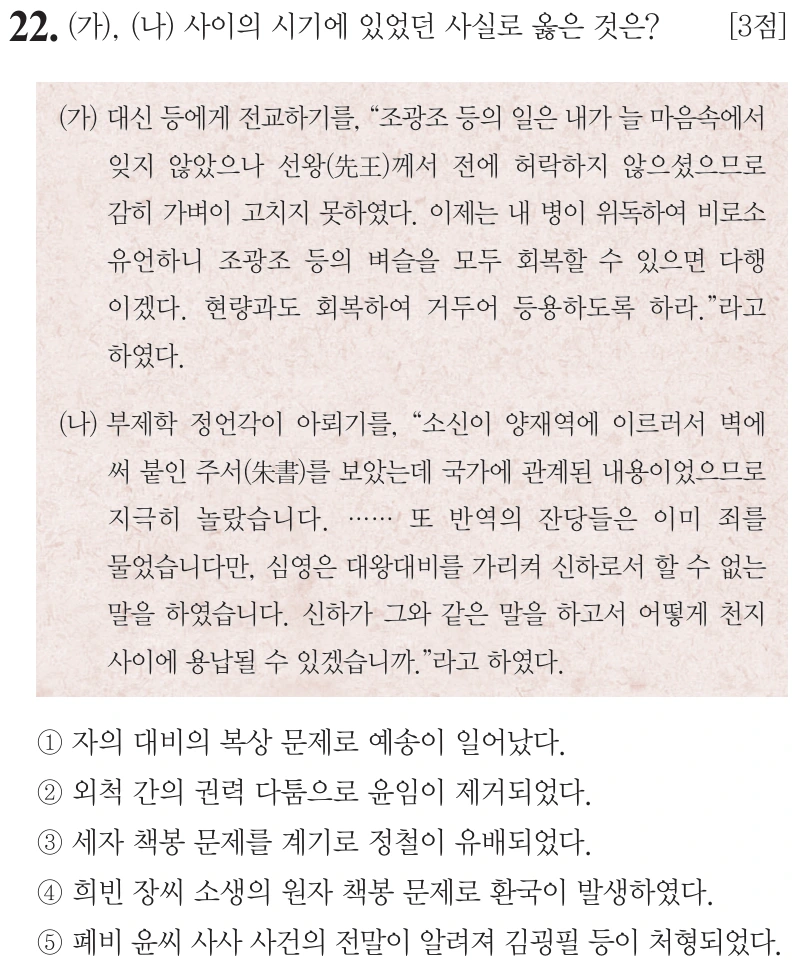 22. (가), (나) 사이의 시기에 있었던 사실로 옳은 것은? [3점]
(가) 대신 등에게 전교하기를, “조광조 등의 일은 내가 늘 마음속에서
잊지 않았으나 선왕(先王)께서 전에 허락하지 않으셨으므로
감히 가벼이 고치지 못하였다. 이제는 내 병이 위독하여 비로소
유언하니 조광조 등의 벼슬을 모두 회복할 수 있으면 다행
이겠다. 현량과도 회복하여 거두어 등용하도록 하라.”라고
하였다.
(나) 부제학 정언각이 아뢰기를, “소신이 양재역에 이르러서 벽에
써 붙인 주서(朱書)를 보았는데 국가에 관계된 내용이었으므로
지극히 놀랐습니다. …… 또 반역의 잔당들은 이미 죄를
물었습니다만, 심영은 대왕대비를 가리켜 신하로서 할 수 없는
말을 하였습니다. 신하가 그와 같은 말을 하고서 어떻게 천지
사이에 용납될 수 있겠습니까.”라고 하였다.
① 자의 대비의 복상 문제로 예송이 일어났다.
② 외척 간의 권력 다툼으로 윤임이 제거되었다.
③ 세자 책봉 문제를 계기로 정철이 유배되었다.
④ 희빈 장씨 소생의 원자 책봉 문제로 환국이 발생하였다.
⑤ 폐비 윤씨 사사 사건의 전말이 알려져 김굉필 등이 처형되었다.